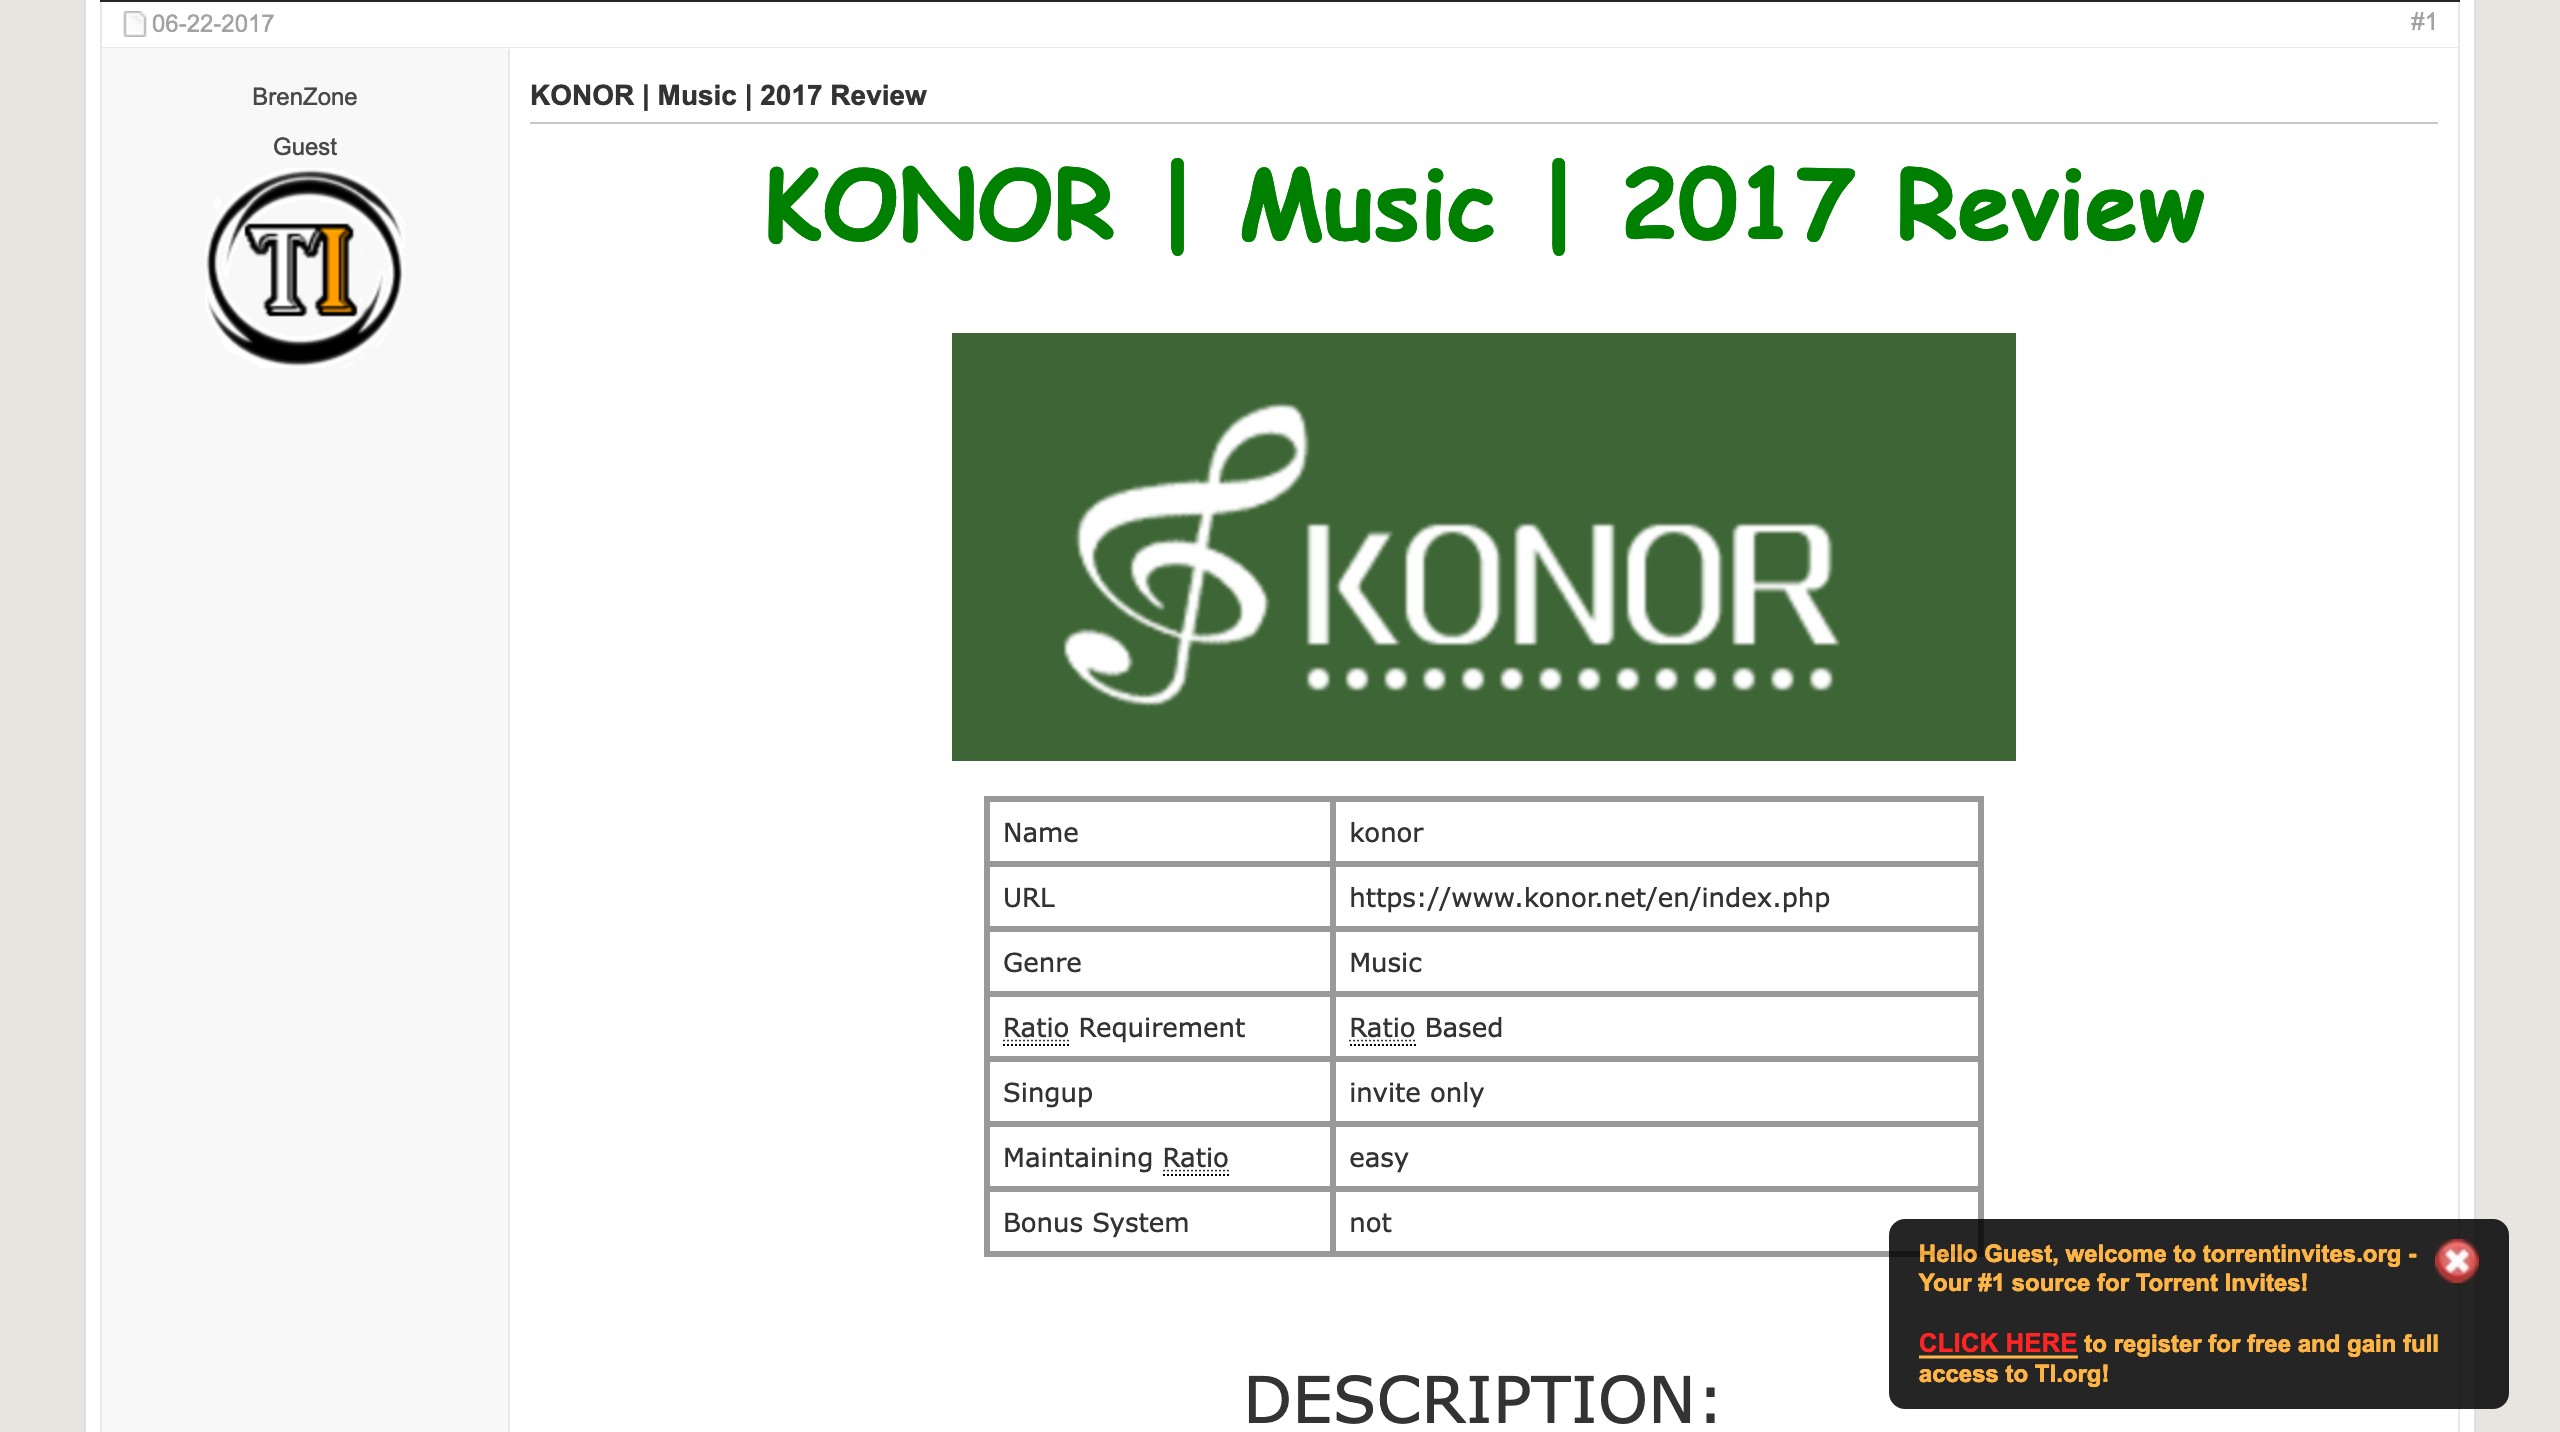 06-22-2017 #1
BrenZone
Guest
TI
KONOR | Music | 2017 Review
KONOR | Music | 2017 Review
KONOR
Name konor
URL https://www.konor.net/en/index.php
Genre Music
Ratio Requirement Ratio Based
Singup invite only
Maintaining Ratio easy
Bonus System not
DESCRIPTION:
Hello Guest, welcome to torrentinvites.org -
Your #1 source for Torrent Invites!
CLICK HERE to register for free and gain full
access to TI.org!